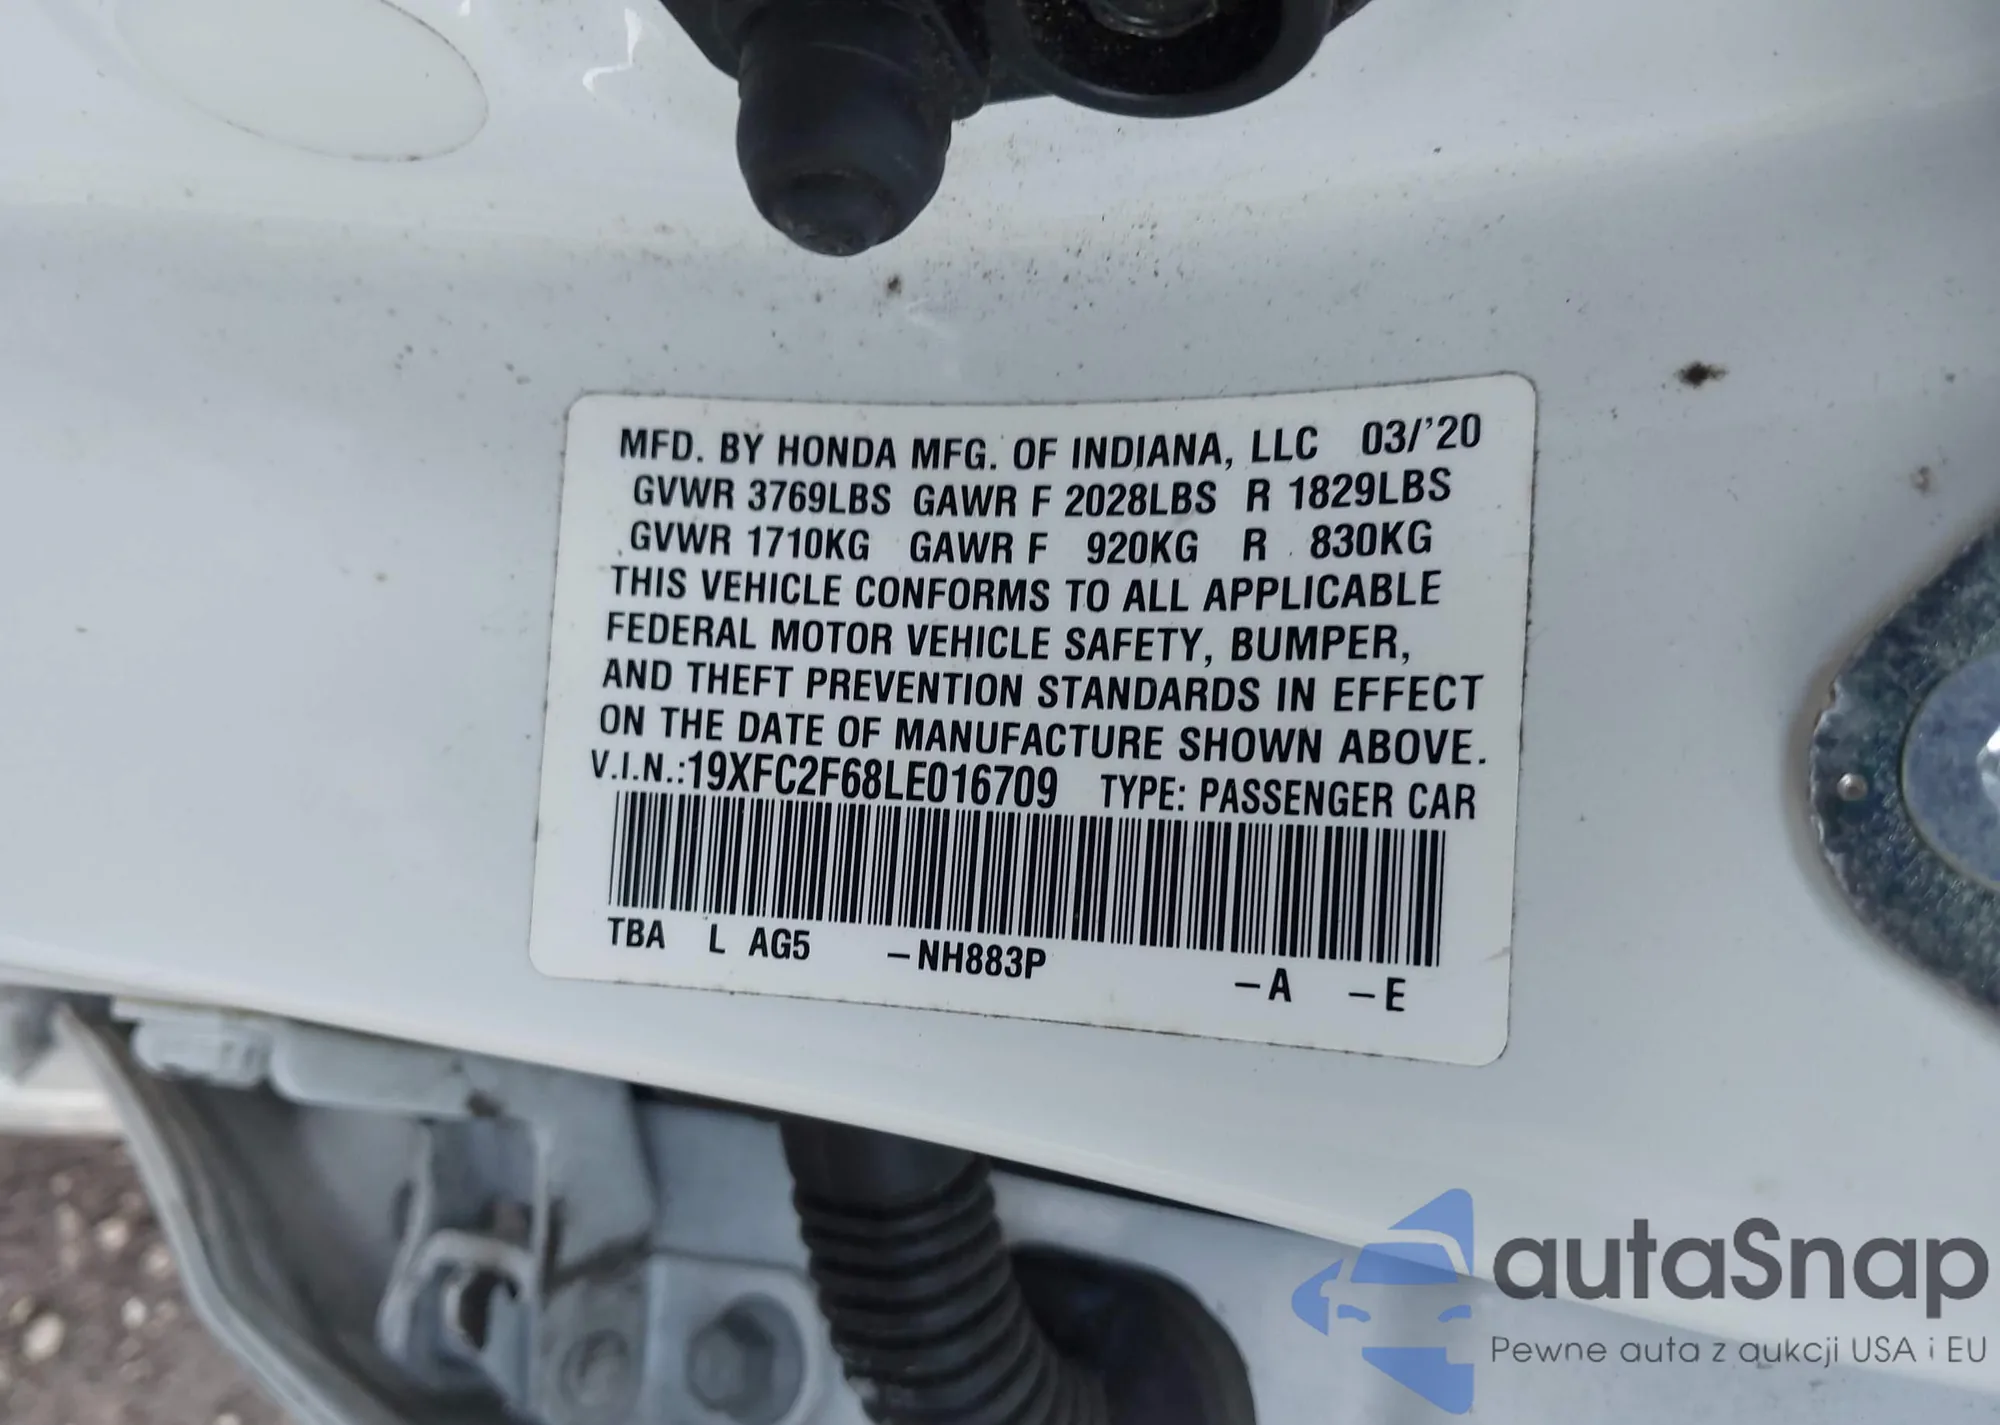 MFD. BY HONDA MFG. OF INDIANA, LLC 03/'20
GVWR 3769LBS GAWR F 2028LBS R 1829LBS
GVWR 1710KG GAWR F 920KG R 830KG
THIS VEHICLE CONFORMS TO ALL APPLICABLE
FEDERAL MOTOR VEHICLE SAFETY, BUMPER,
AND THEFT PREVENTION STANDARDS IN EFFECT
ON THE DATE OF MANUFACTURE SHOWN ABOVE.
V.I.N.:19XFC2F68LE016709 TYPE: PASSENGER CAR
TBA L AG5 -NH883P -A -E
autaSnap
Pewne auta z aukcji USA i EU